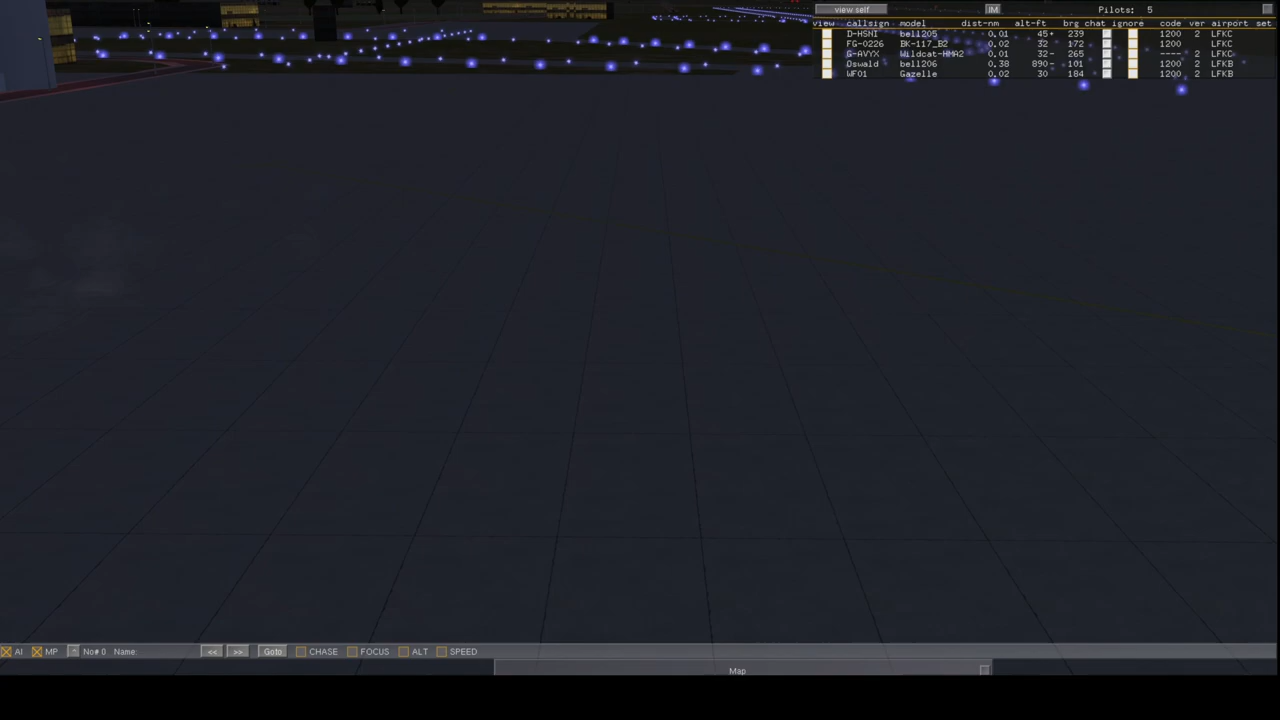 view self IM Pilots: 5
view callsign model dist-nm alt-ft brg chat ignore code ver airport set
D-HSNI bell205 0.01 45+ 239 1200 2 LFKC
FG-0226 BK-117_B2 0.02 32 172 1200 LFKC
G-AVYX Wildcat-HMA2 0.01 32- 265 ---- 2 LFKC
Oswald bell206 0.38 890- 101 1200 2 LFKB
WF01 Gazelle 0.02 30 184 1200 2 LFKB
AI MP ^ No# 0 Name: << >> Goto CHASE FOCUS ALT SPEED
Map